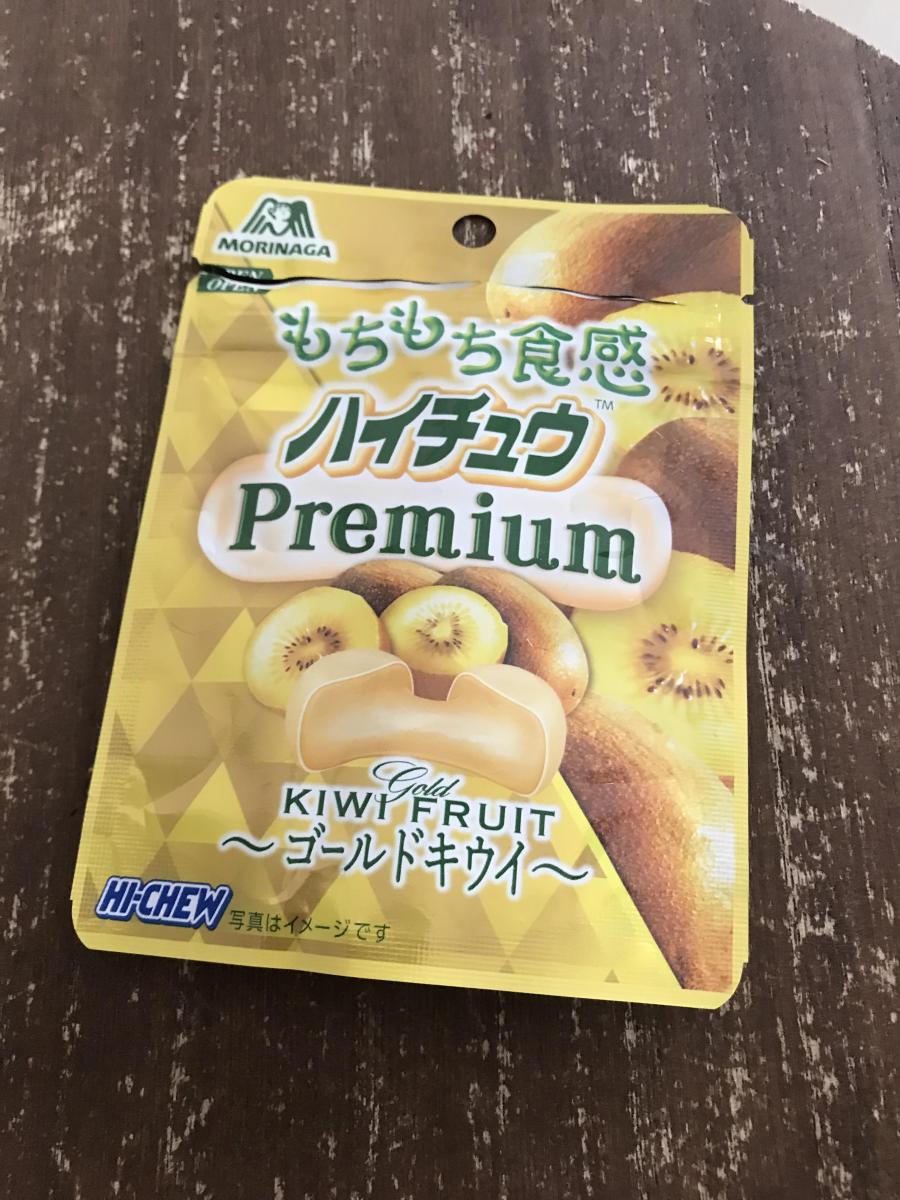 MORINAGA
OPEN
もちもち食感
ハイチュウ™
Premium
Gold
KIWI FRUIT
〜ゴールドキウイ〜
HI-CHEW
写真はイメージです